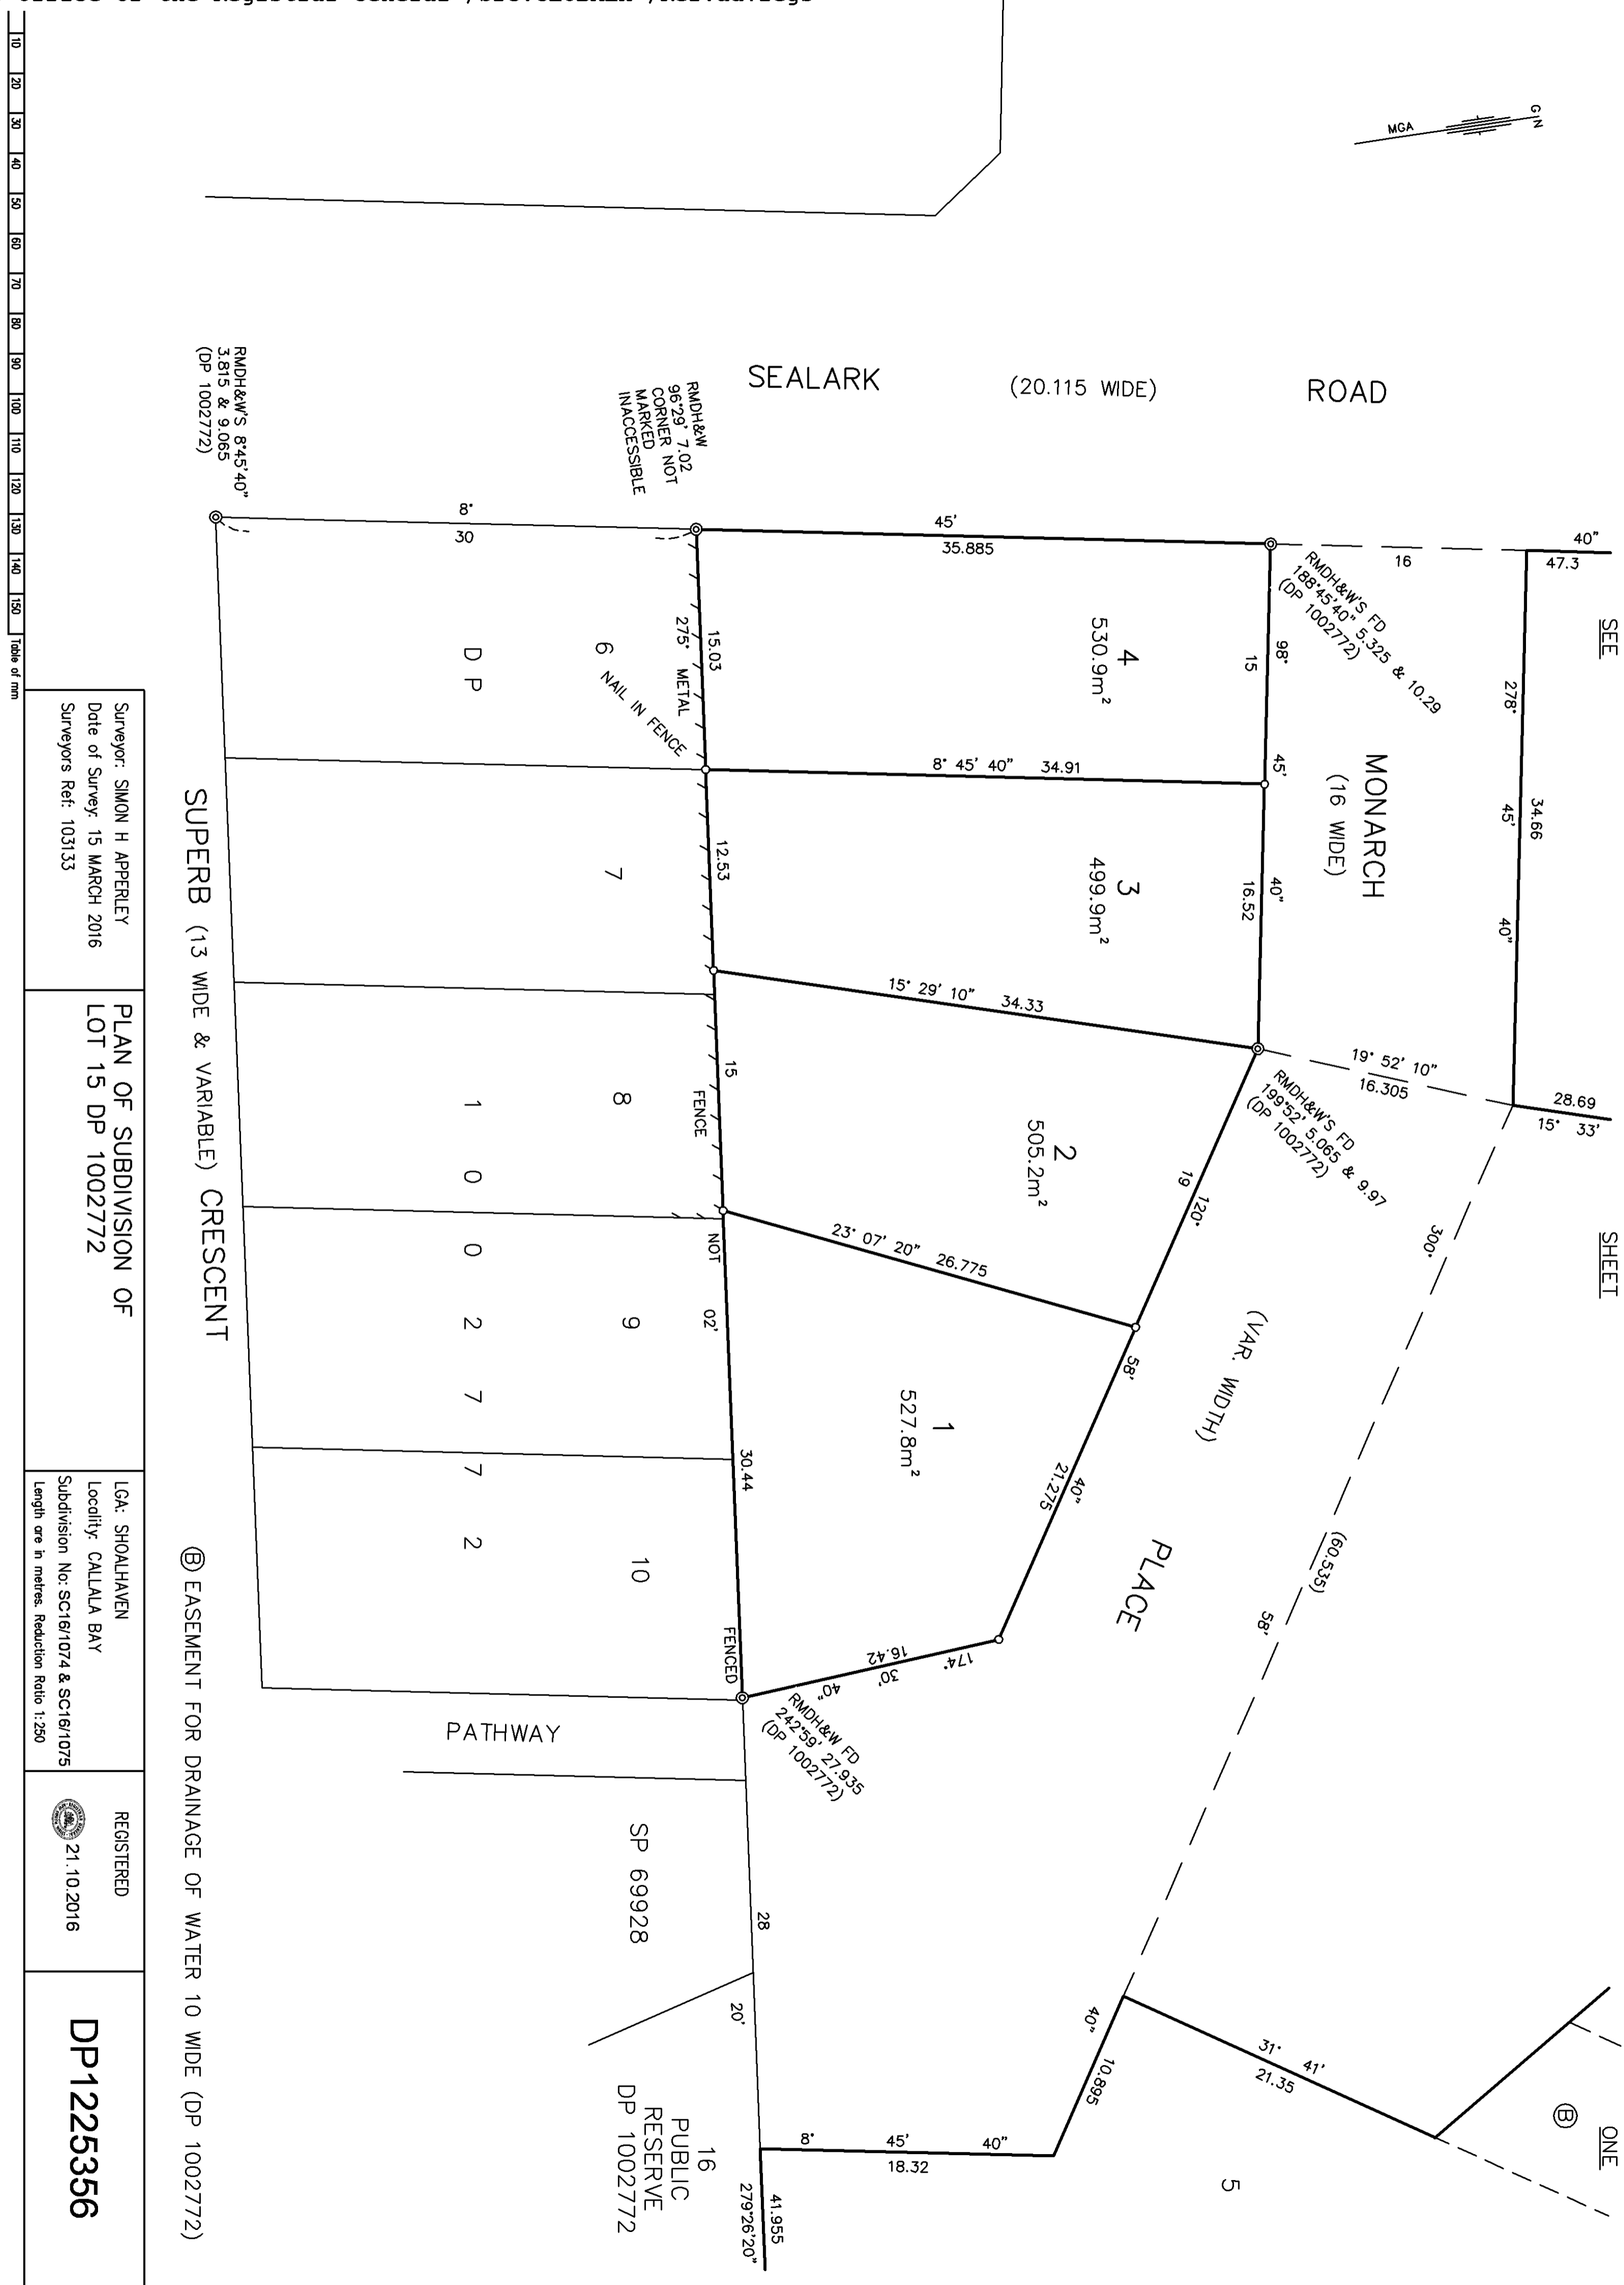 10 20 30 40 50 60 70 80 90 100 110 120 130 140 150 Table of mm
MGA
G N
SEE SHEET ONE
SEALARK (20.115 WIDE) ROAD
MONARCH
(16 WIDE)
(VAR. WIDTH)
PLACE
40"
47.3
16
278° 45' 40"
34.66
28.69
15° 33'
19° 52' 10"
16.305
300° 58' 40"
(60.535)
10.895
31° 41'
21.35
B
5
8° 45' 40"
18.32
41.955
279°26'20"
RMDH&W'S FD
188°45'40" 5.325 & 10.29
(DP 1002772)
RMDH&W'S FD
199°52' 5.065 & 9.97
(DP 1002772)
RMDH&W FD
242°59' 27.935
(DP 1002772)
RMDH&W
96°29' 7.02
CORNER NOT
MARKED
INACCESSIBLE
RMDH&W'S 8°45'40"
3.815 & 9.065
(DP 1002772)
8° 45'
30
35.885
98° 45' 40"
15
16.52
4
530.9m²
8° 45' 40" 34.91
3
499.9m²
15° 29' 10" 34.33
2
505.2m²
120° 58' 40"
19
21.275
23° 07' 20" 26.775
1
527.8m²
174° 30' 40"
16.42
15.03
12.53
15
30.44
28
275° METAL FENCE NOT 02' FENCED
20'
NAIL IN FENCE
6
7
8
9
10
D P 1 0 0 2 7 7 2
PATHWAY
SP 69928
16
PUBLIC
RESERVE
DP 1002772
SUPERB (13 WIDE & VARIABLE) CRESCENT
B EASEMENT FOR DRAINAGE OF WATER 10 WIDE (DP 1002772)
Surveyor: SIMON H APPERLEY
Date of Survey: 15 MARCH 2016
Surveyors Ref: 103133
PLAN OF SUBDIVISION OF
LOT 15 DP 1002772
LGA: SHOALHAVEN
Locality: CALLALA BAY
Subdivision No: SC16/1074 & SC16/1075
Length are in metres. Reduction Ratio 1:250
REGISTERED
21.10.2016
DP1225356